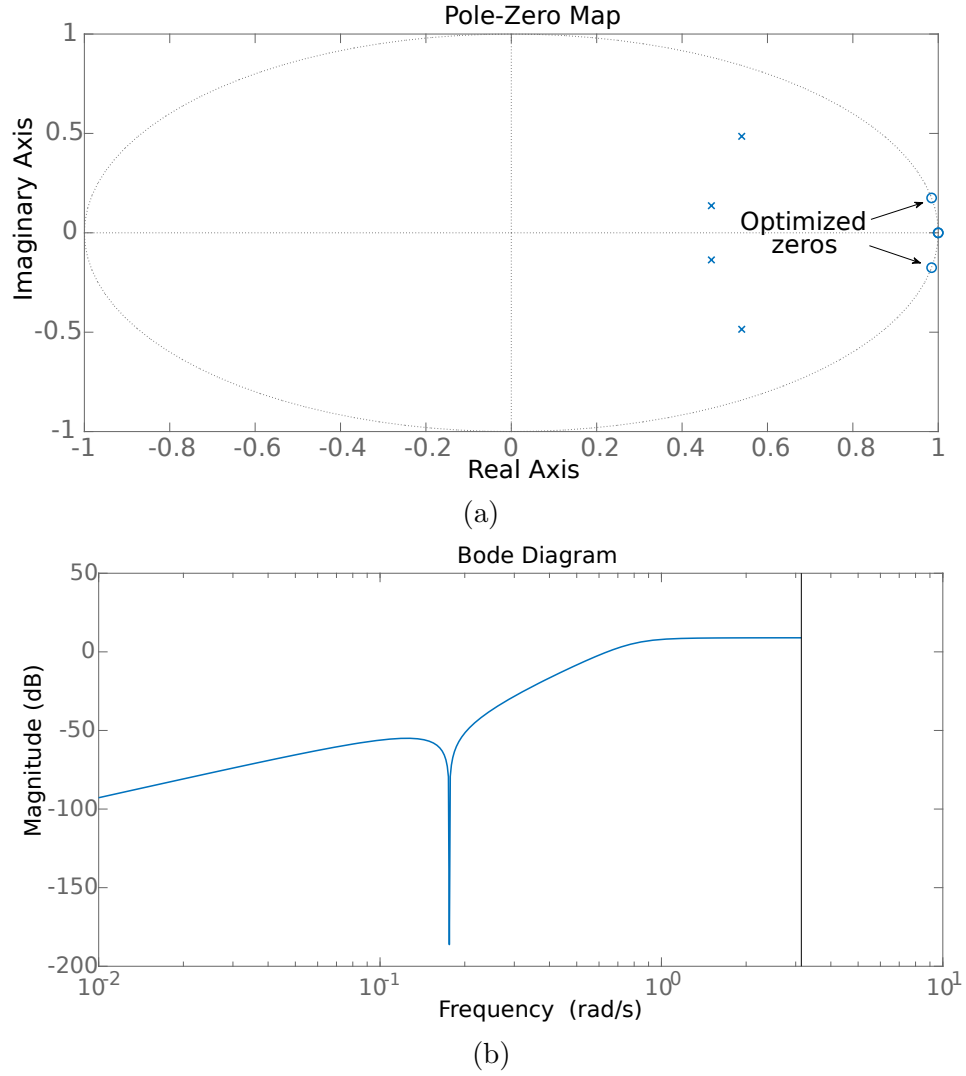 Pole-Zero Map
1
0.5
0
-0.5
-1
Imaginary Axis
Optimized
zeros
-1 -0.8 -0.6 -0.4 -0.2 0 0.2 0.4 0.6 0.8 1
Real Axis
(a)
Bode Diagram
50
0
-50
-100
-150
-200
Magnitude (dB)
10^-2 10^-1 10^0 10^1
Frequency (rad/s)
(b)